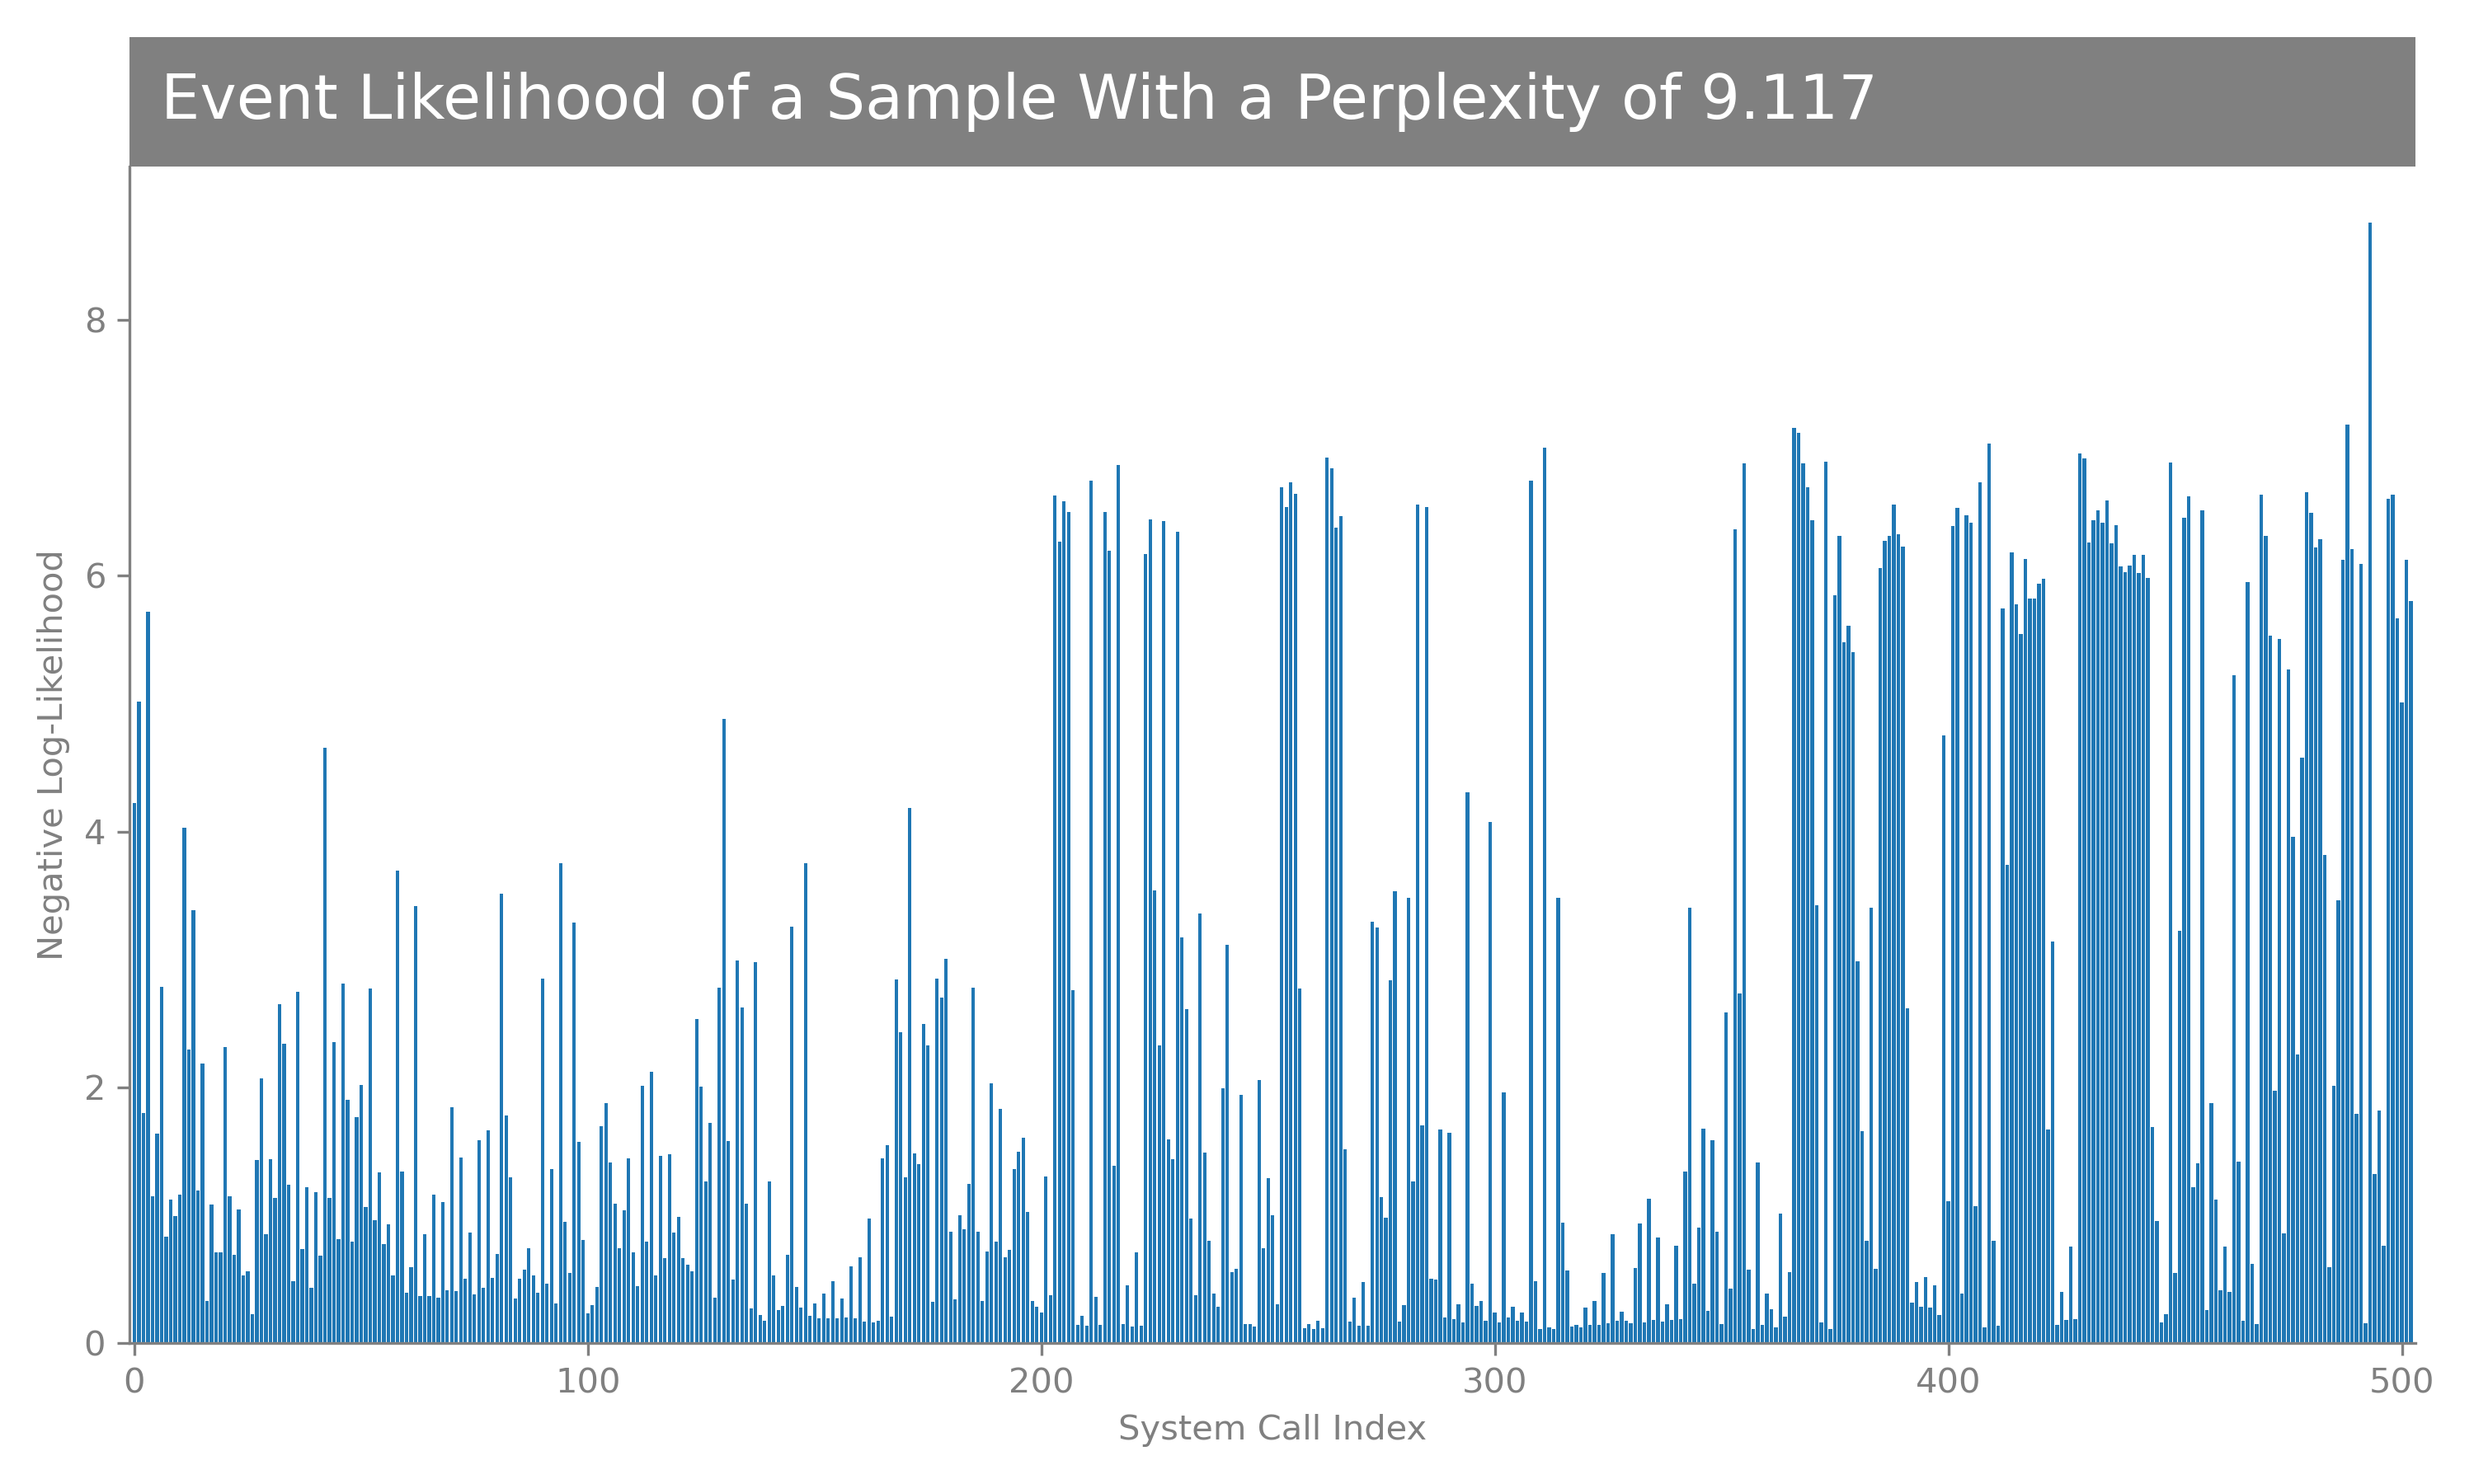 Event Likelihood of a Sample With a Perplexity of 9.117
8
6
4
2
0
Negative Log-Likelihood
0 100 200 300 400 500
System Call Index